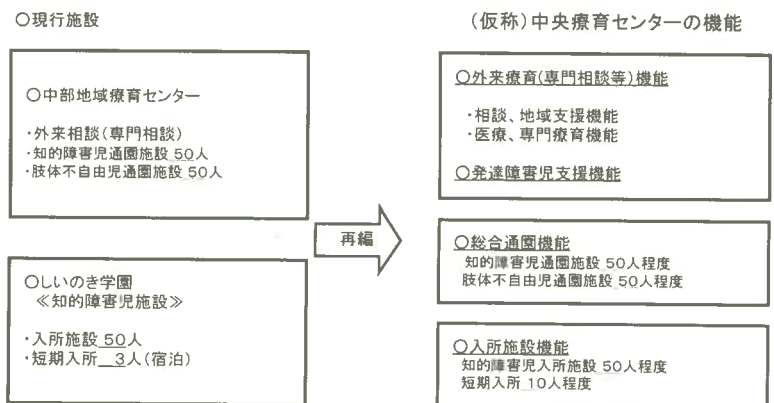 〇現行施設
〇中部地域療育センター
・外来相談(専門相談)
・知的障害児通園施設 50人
・肢体不自由児通園施設 50人
〇しいのき学園
≪知的障害児施設≫
・入所施設 50人
・短期入所 3人(宿泊)
再編
(仮称)中央療育センターの機能
〇外来療育(専門相談等)機能
・相談、地域支援機能
・医療、専門療育機能
〇発達障害児支援機能
〇総合通園機能
知的障害児通園施設 50人程度
肢体不自由児通園施設 50人程度
〇入所施設機能
知的障害児入所施設 50人程度
短期入所 10人程度